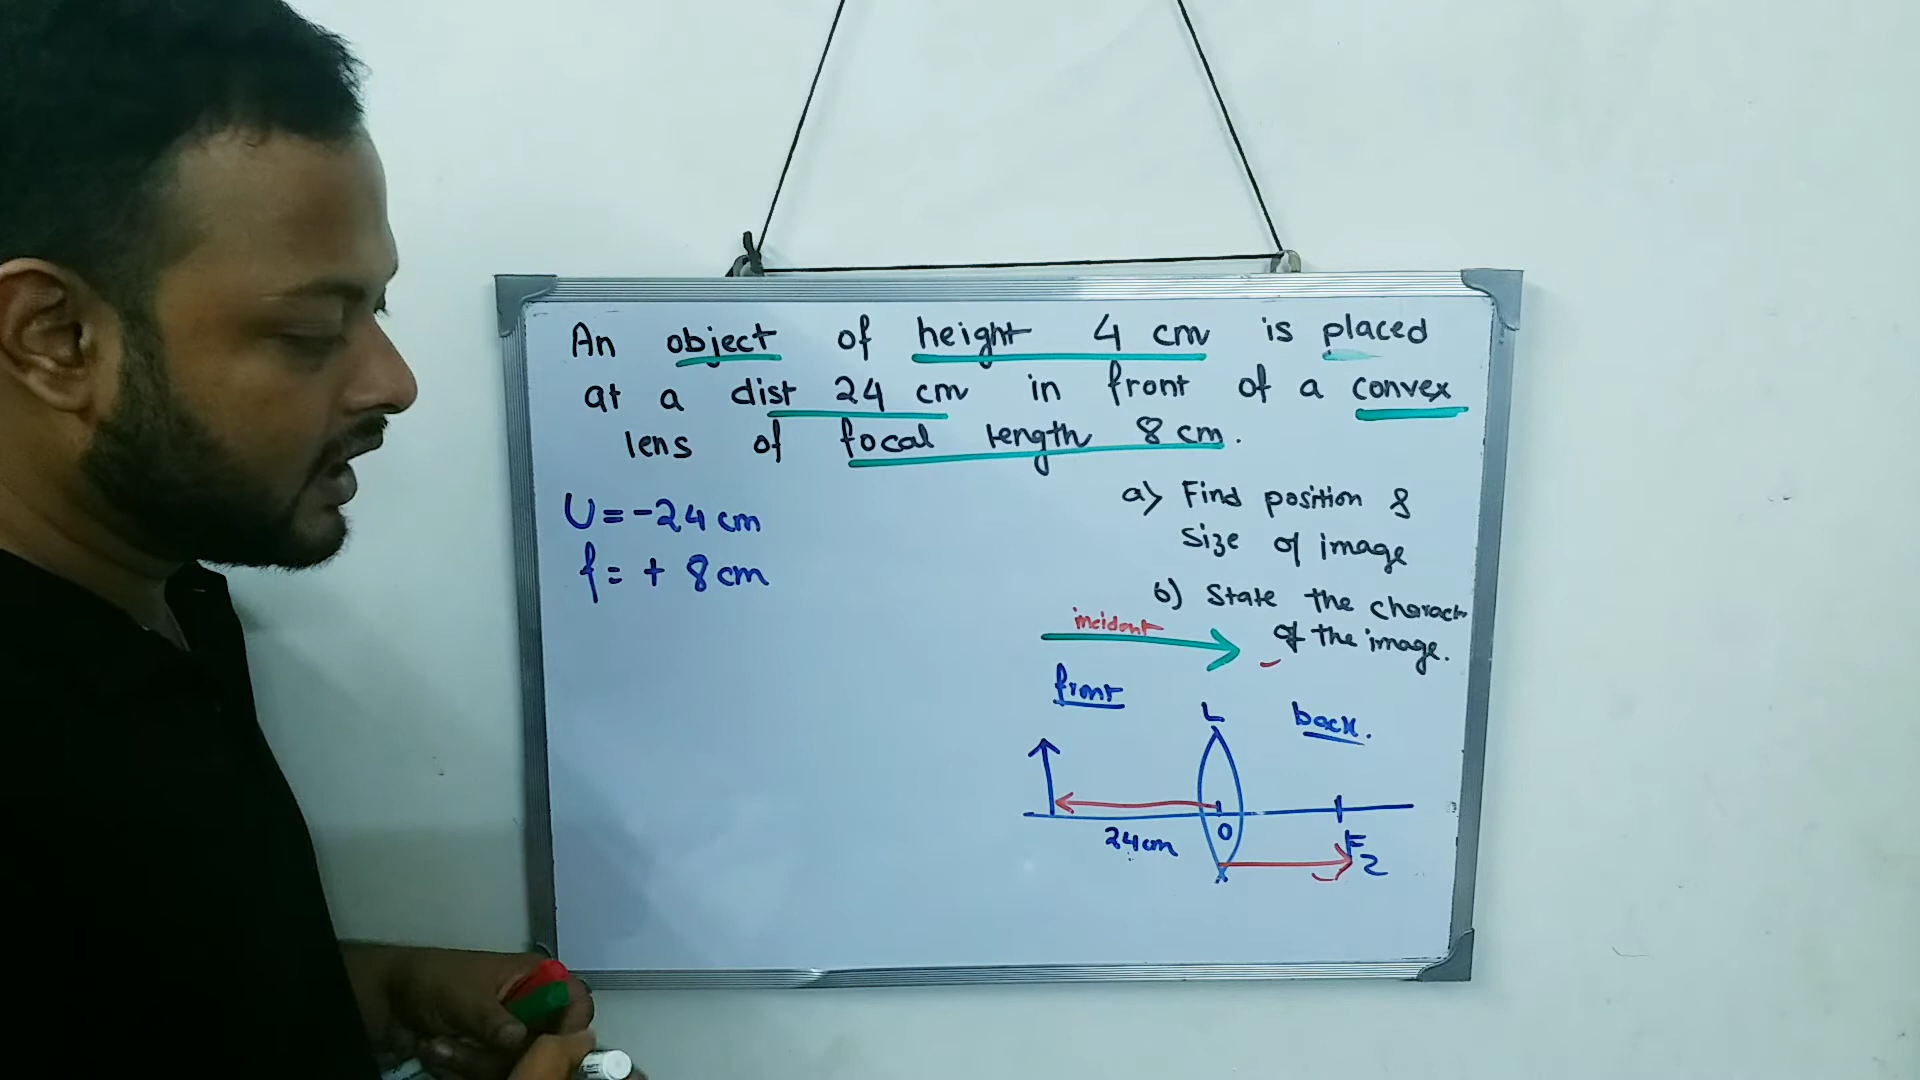 An object of height 4 cm is placed
at a dist 24 cm in front of a convex
lens of focal length 8 cm.
U = -24 cm
f = + 8 cm
a) Find position &
size of image
b) State the charact
of the image.
incident
front
back.
L
O
24cm
F2